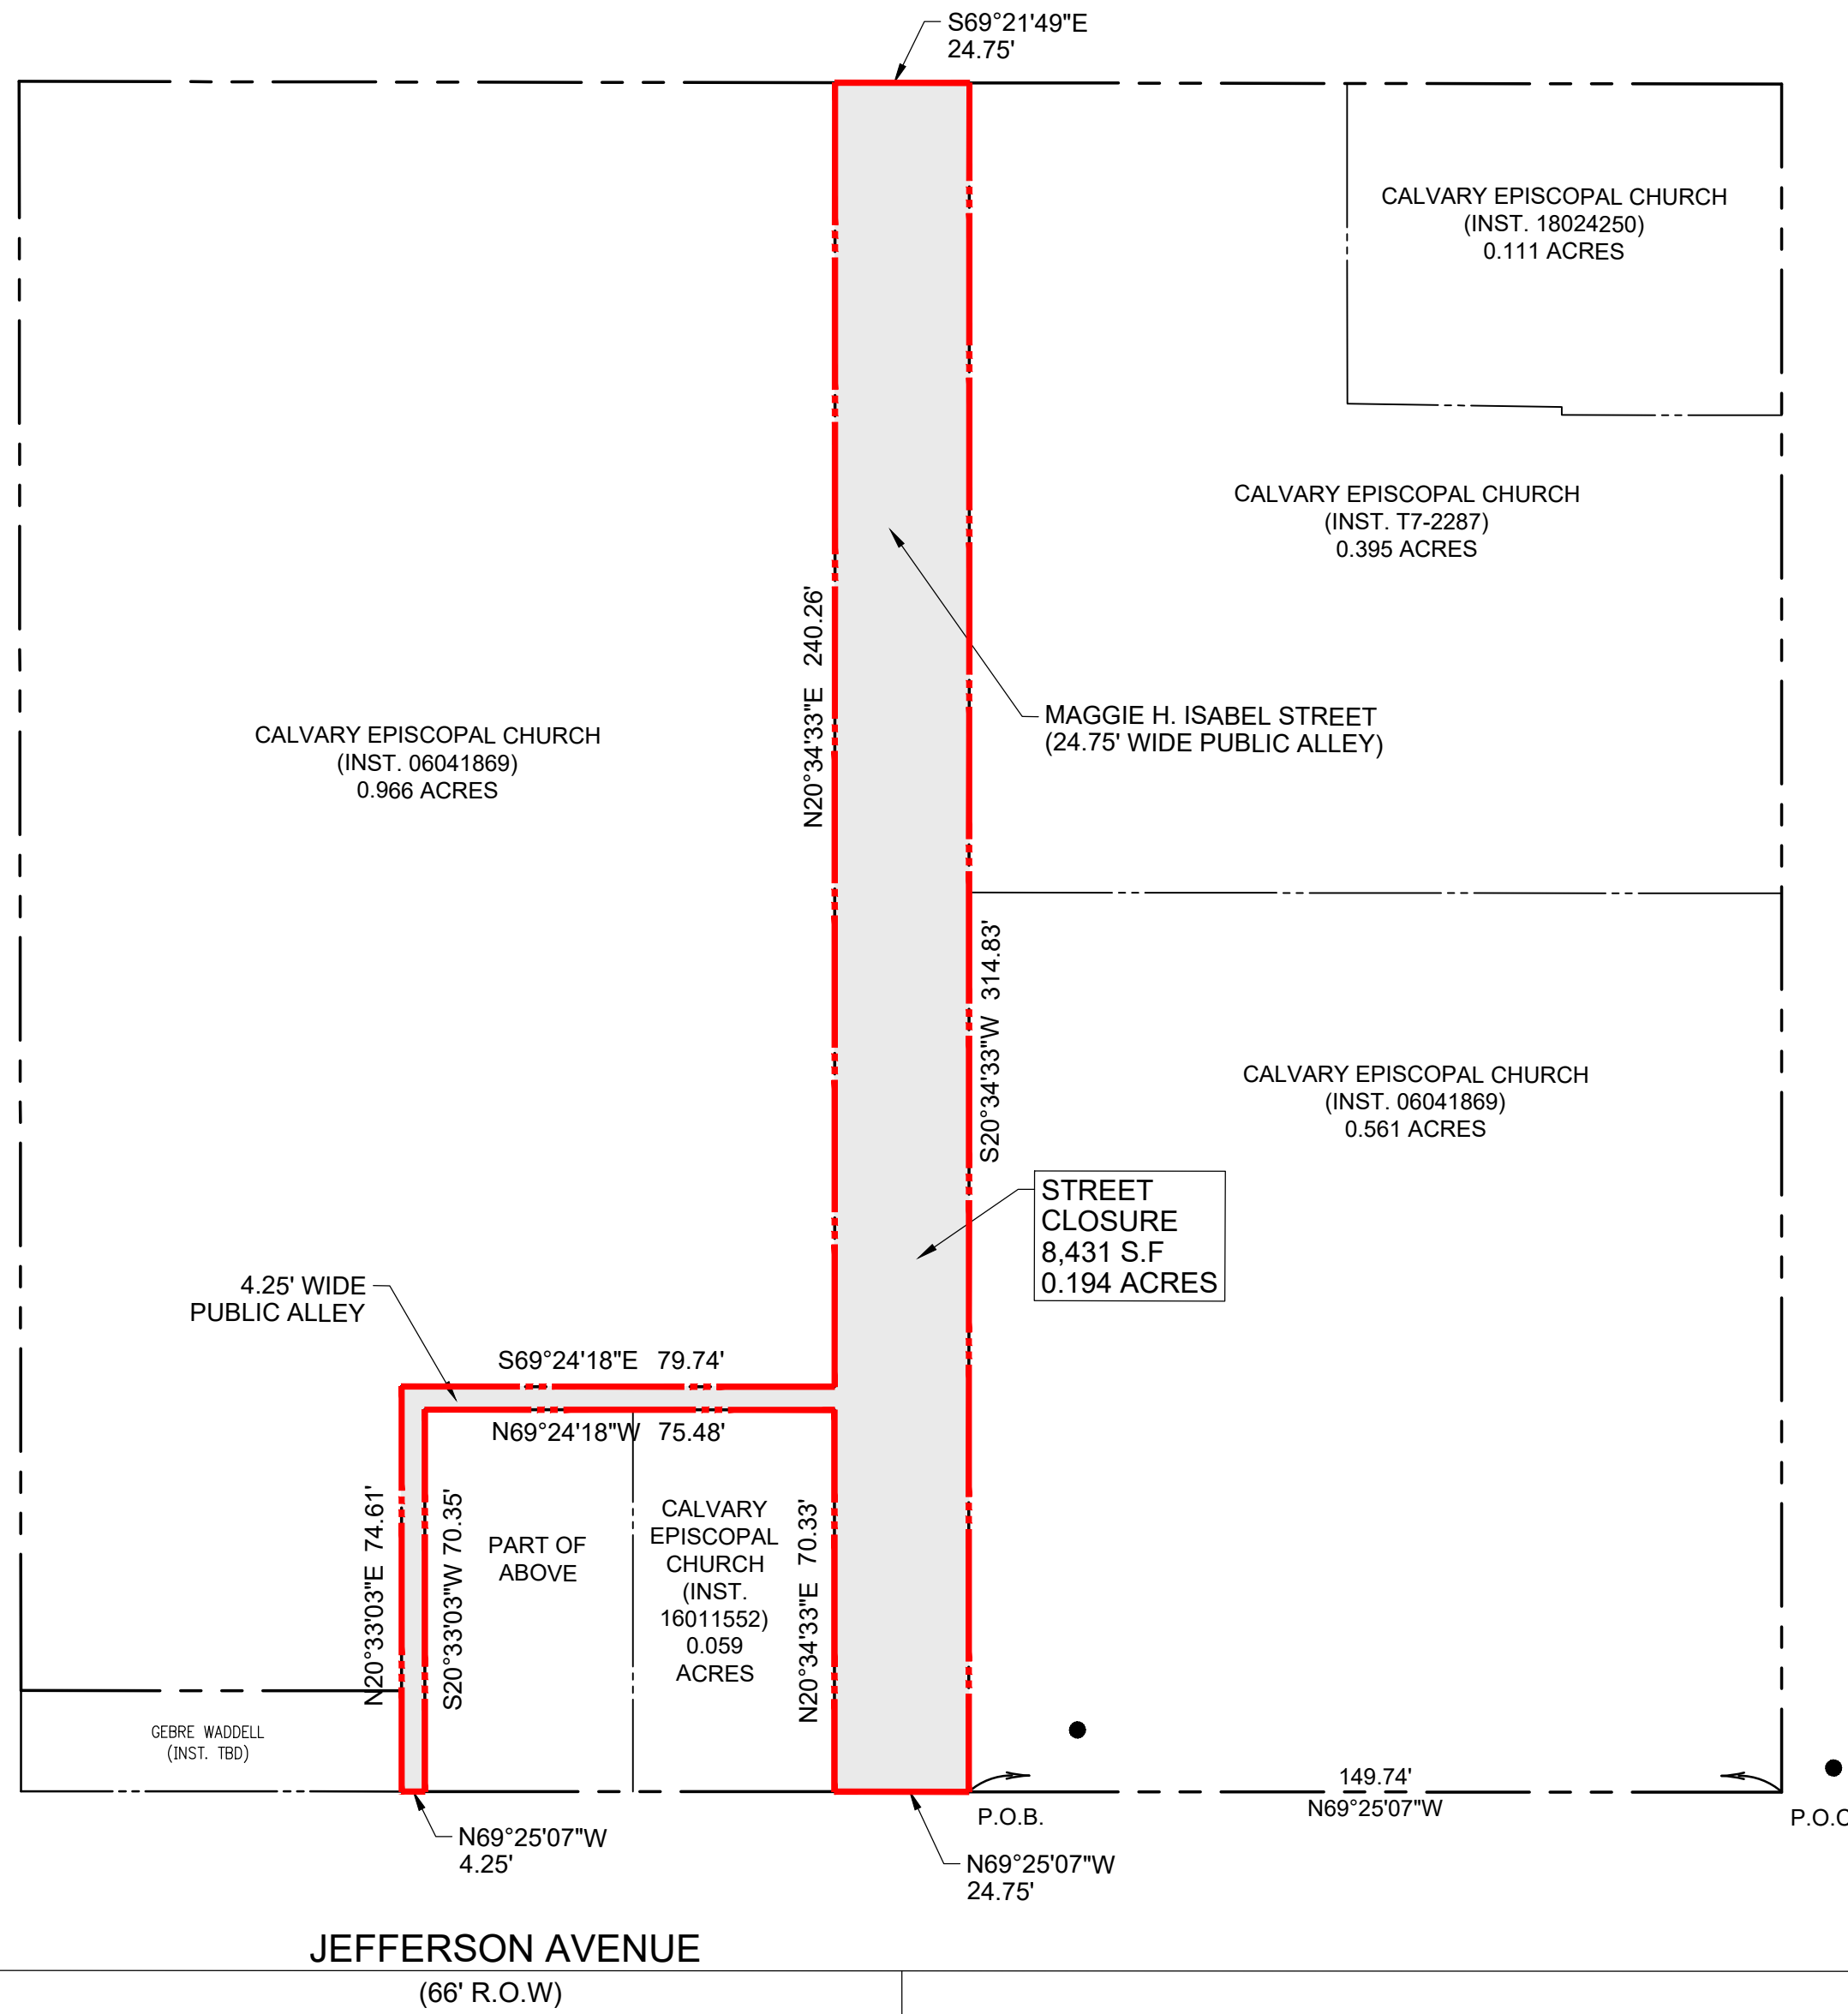 S69°21'49"E
24.75'
CALVARY EPISCOPAL CHURCH
(INST. 18024250)
0.111 ACRES
CALVARY EPISCOPAL CHURCH
(INST. T7-2287)
0.395 ACRES
N20°34'33"E 240.26'
MAGGIE H. ISABEL STREET
(24.75' WIDE PUBLIC ALLEY)
CALVARY EPISCOPAL CHURCH
(INST. 06041869)
0.966 ACRES
S20°34'33"W 314.83'
CALVARY EPISCOPAL CHURCH
(INST. 06041869)
0.561 ACRES
STREET
CLOSURE
8,431 S.F
0.194 ACRES
4.25' WIDE
PUBLIC ALLEY
S69°24'18"E 79.74'
N69°24'18"W 75.48'
N20°33'03"E 74.61'
S20°33'03"W 70.35'
PART OF
ABOVE
CALVARY
EPISCOPAL
CHURCH
(INST.
16011552)
0.059
ACRES
N20°34'33"E 70.33'
GEBRE WADDELL
(INST. TBD)
149.74'
N69°25'07"W
P.O.B.
P.O.C
N69°25'07"W
4.25'
N69°25'07"W
24.75'
JEFFERSON AVENUE
(66' R.O.W)